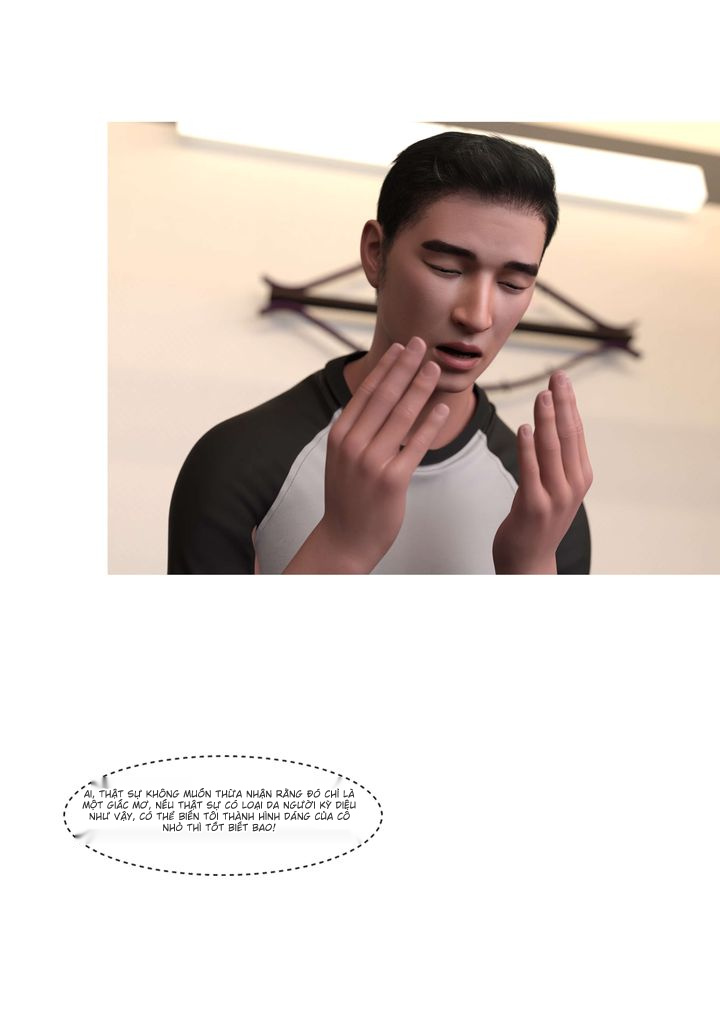 AI, THẬT SỰ KHÔNG MUỐN THỪA NHẬN RẰNG ĐÓ CHỈ LÀ
MỘT GIẤC MƠ, NẾU THẬT SỰ CÓ LOẠI DA NGƯỜI KỲ DIỆU
NHƯ VẬY, CÓ THỂ BIẾN TÔI THÀNH HÌNH DÁNG CỦA CÔ
NHỎ THÌ TỐT BIẾT BAO!